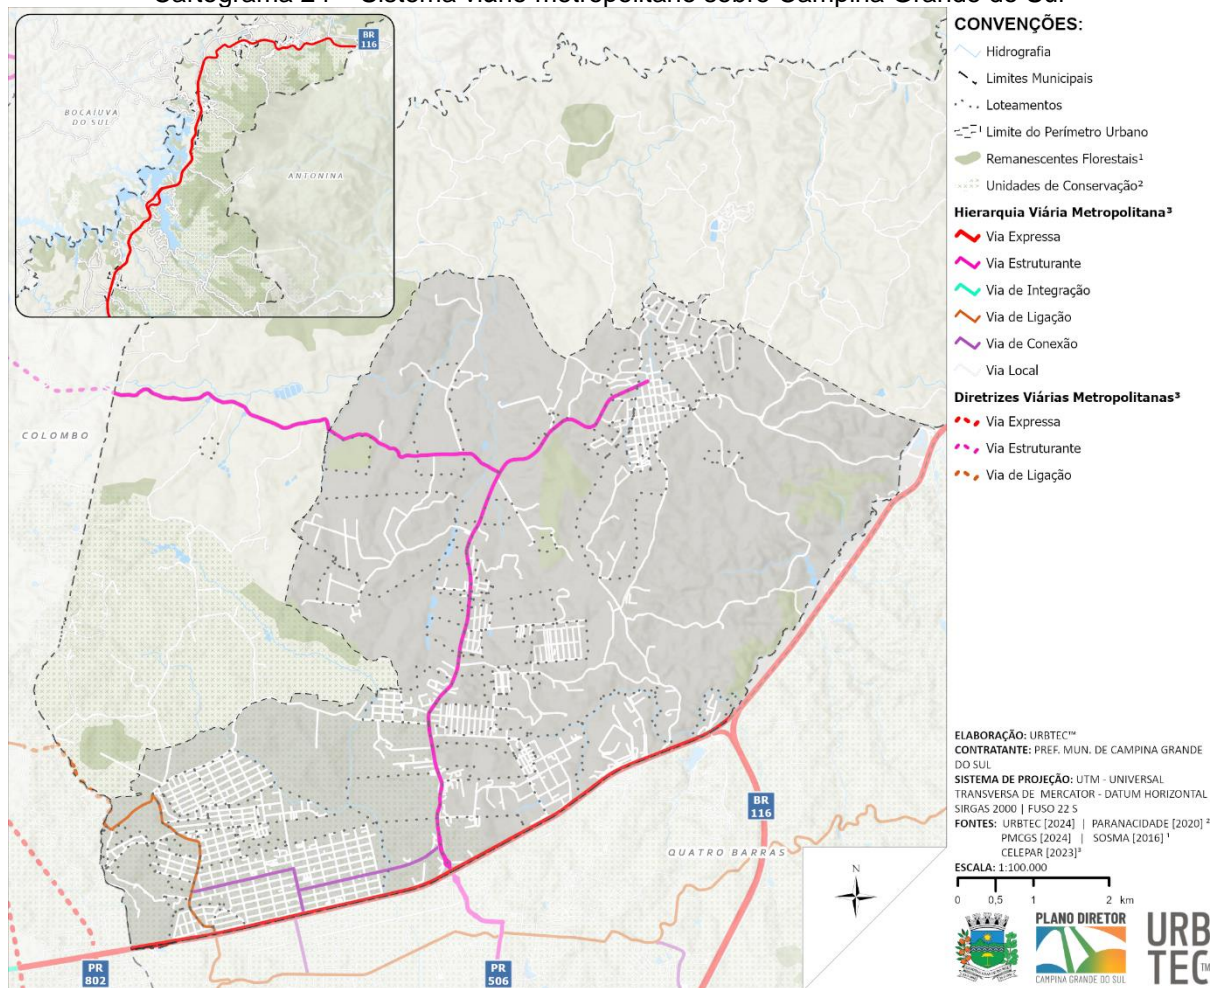 Cartograma 24 – Sistema viário metropolitano sobre Campina Grande do Sul
BR
116
BOCAIUVA
DO SUL
ANTONINA
COLOMBO
QUATRO BARRAS
BR
116
PR
802
PR
506
N
CONVENÇÕES:
Hidrografia
Limites Municipais
Loteamentos
Limite do Perímetro Urbano
Remanescentes Florestais¹
Unidades de Conservação²
Hierarquia Viária Metropolitana³
Via Expressa
Via Estruturante
Via de Integração
Via de Ligação
Via de Conexão
Via Local
Diretrizes Viárias Metropolitanas³
Via Expressa
Via Estruturante
Via de Ligação
ELABORAÇÃO: URBTEC™
CONTRATANTE: PREF. MUN. DE CAMPINA GRANDE
DO SUL
SISTEMA DE PROJEÇÃO: UTM - UNIVERSAL
TRANSVERSA DE MERCATOR - DATUM HORIZONTAL
SIRGAS 2000 | FUSO 22 S
FONTES: URBTEC [2024] | PARANACIDADE [2020] ²
PMCGS [2024] | SOSMA [2016] ¹
CELEPAR [2023]³
ESCALA: 1:100.000
0 0,5 1 2 km
PLANO DIRETOR
CAMPINA GRANDE DO SUL
URB
TEC™